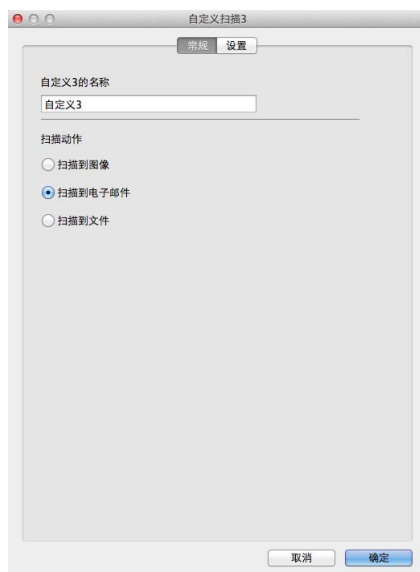 自定义扫描3
常规 设置
自定义3的名称
自定义3
扫描动作
扫描到图像
扫描到电子邮件
扫描到文件
取消 确定